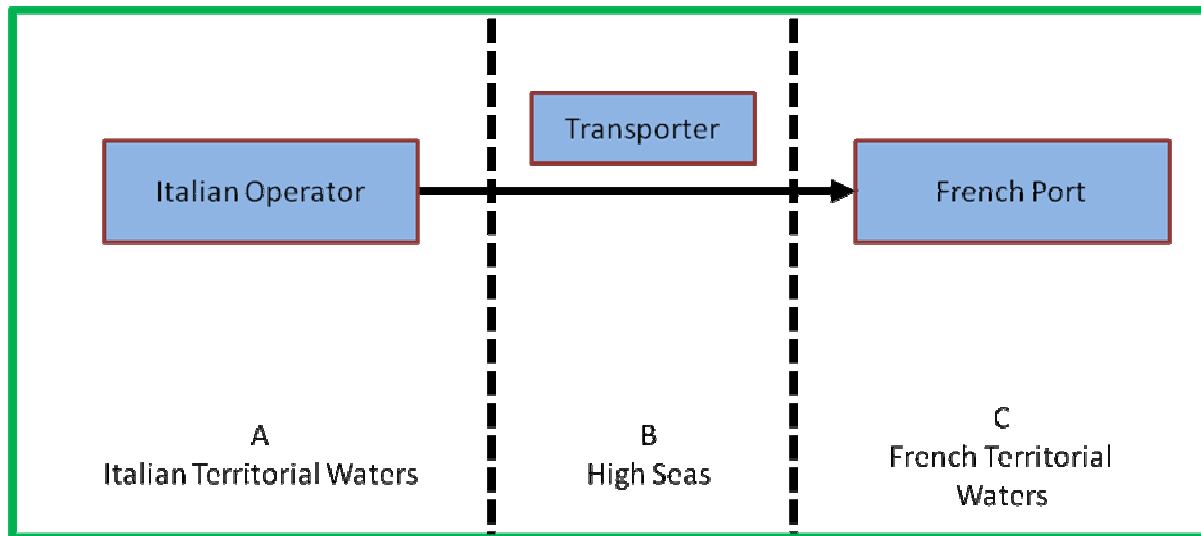 Transporter
Italian Operator
French Port
A
Italian Territorial Waters
B
High Seas
C
French Territorial
Waters